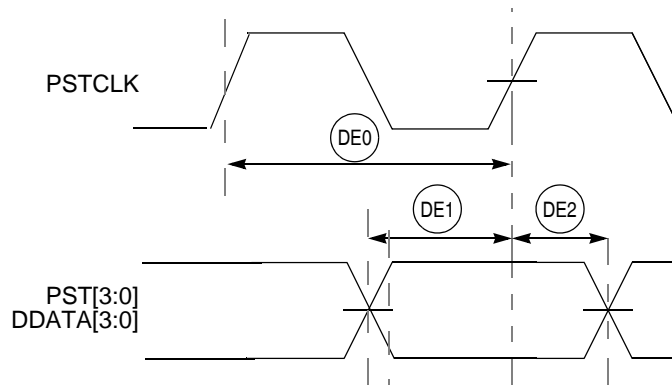 PSTCLK
DE0
DE1
DE2
PST[3:0]
DDATA[3:0]